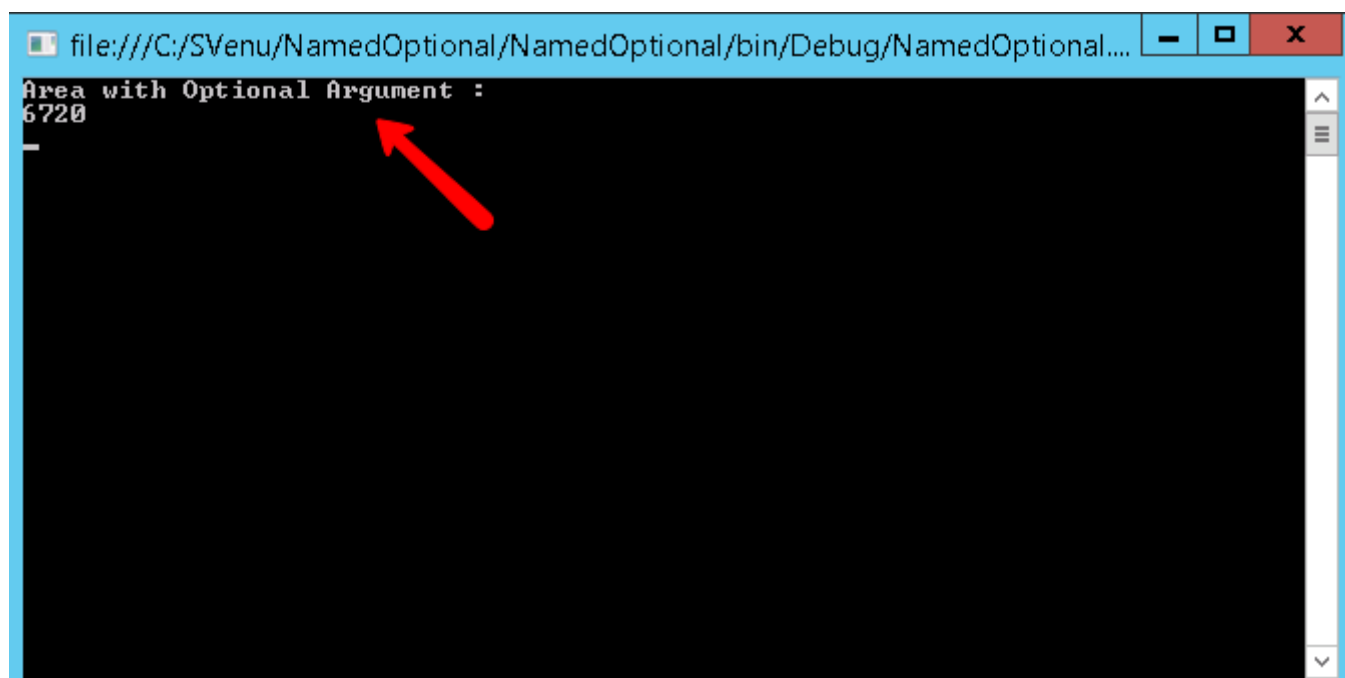 file:///C:/SVenu/NamedOptional/NamedOptional/bin/Debug/NamedOptional....
Area with Optional Argument :
6720